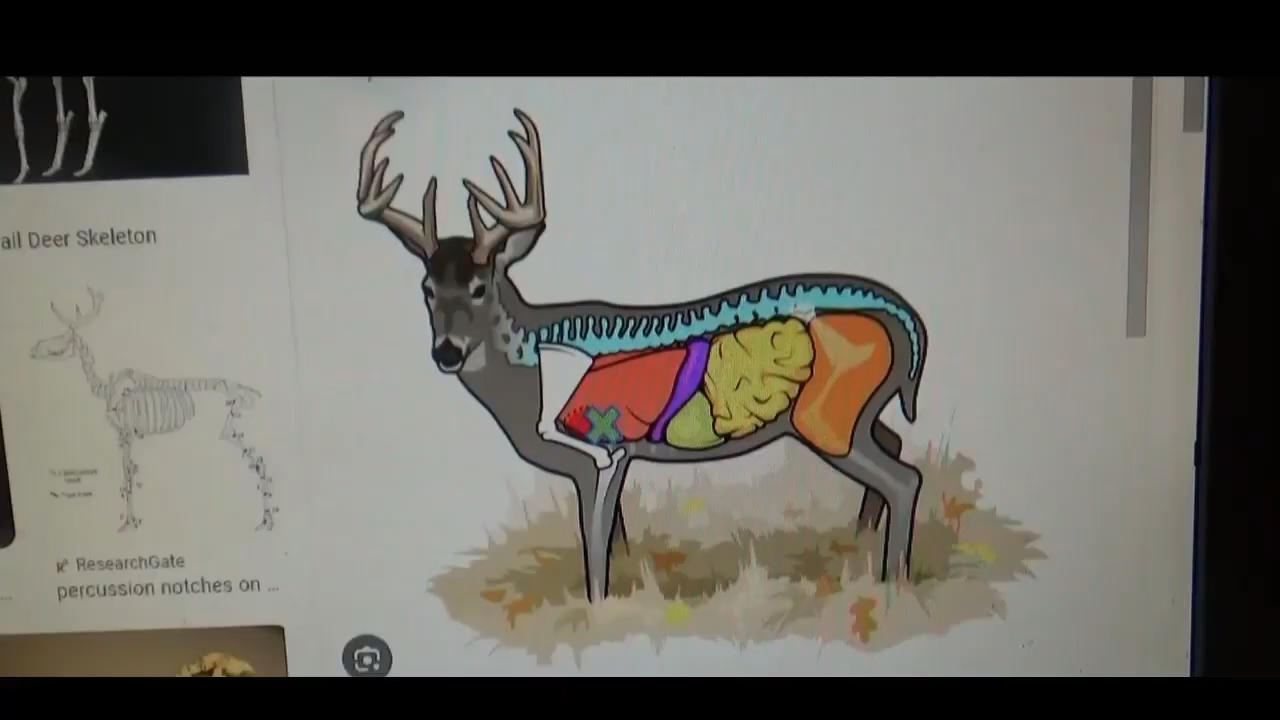 ail Deer Skeleton
ResearchGate
percussion notches on ...
...